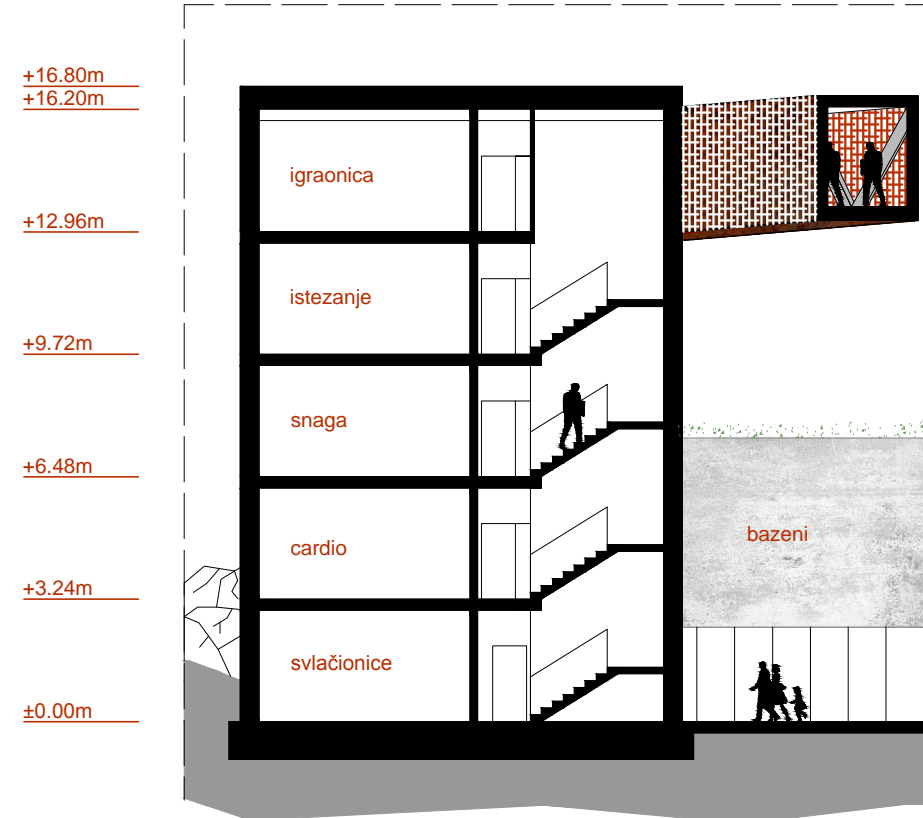 +16.80m
+16.20m
igraonica
+12.96m
istezanje
+9.72m
snaga
+6.48m
bazeni
cardio
+3.24m
svlačionice
±0.00m